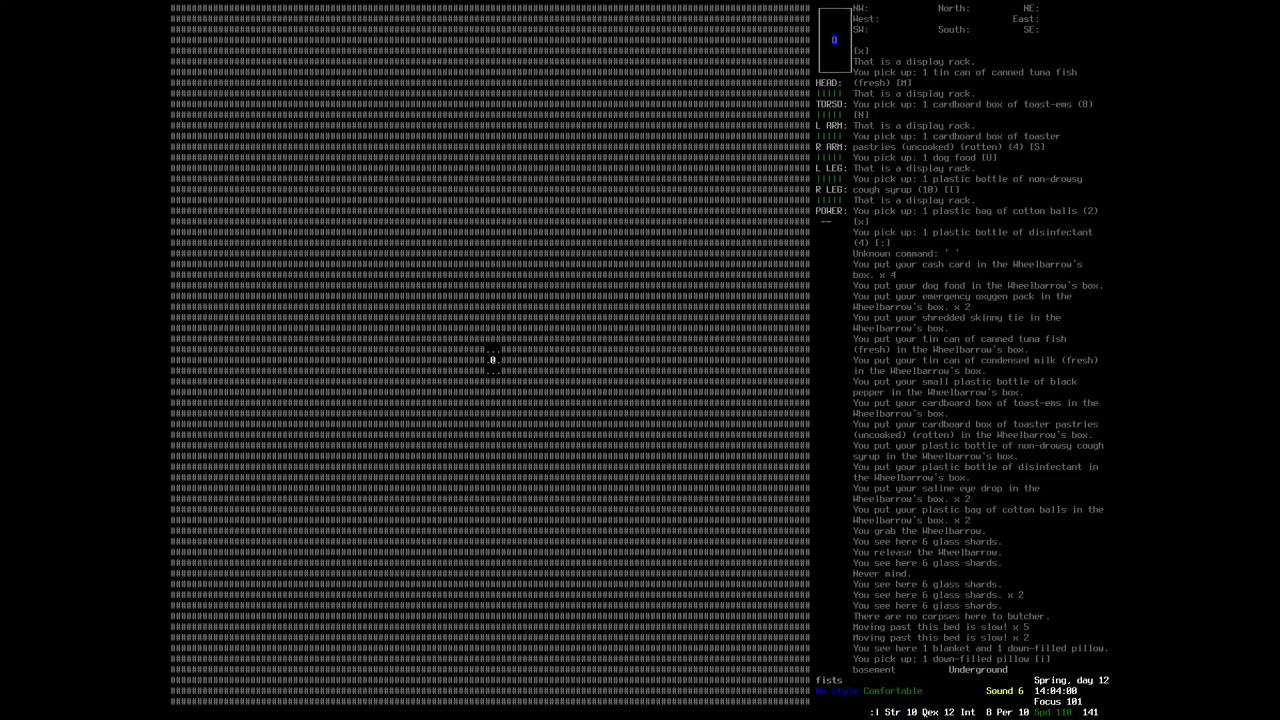 NW: North: NE:
West: East:
SW: South: SE:
0
[x]
That is a display rack.
You pick up: 1 tin can of canned tuna fish
HEAD: (fresh) [M]
||||| That is a display rack.
TORSO: You pick up: 1 cardboard box of toast-ems (8)
||||| [N]
L ARM: That is a display rack.
||||| You pick up: 1 cardboard box of toaster
R ARM: pastries (uncooked) (rotten) (4) [S]
||||| You pick up: 1 dog food [U]
L LEG: That is a display rack.
||||| You pick up: 1 plastic bottle of non-drowsy
R LEG: cough syrup (10) [[]
||||| That is a display rack.
POWER: You pick up: 1 plastic bag of cotton balls (2)
-- [x]
You pick up: 1 plastic bottle of disinfectant
(4) [:]
Unknown command: ' '
You put your cash card in the Wheelbarrow's
box. x 4
You put your dog food in the Wheelbarrow's box.
You put your emergency oxygen pack in the
Wheelbarrow's box. x 2
You put your shredded skinny tie in the
Wheelbarrow's box.
You put your tin can of canned tuna fish
(fresh) in the Wheelbarrow's box.
You put your tin can of condensed milk (fresh)
in the Wheelbarrow's box.
You put your small plastic bottle of black
pepper in the Wheelbarrow's box.
You put your cardboard box of toast-ems in the
Wheelbarrow's box.
You put your cardboard box of toaster pastries
(uncooked) (rotten) in the Wheelbarrow's box.
You put your plastic bottle of non-drowsy cough
syrup in the Wheelbarrow's box.
You put your plastic bottle of disinfectant in
the Wheelbarrow's box.
You put your saline eye drop in the
Wheelbarrow's box. x 2
You put your plastic bag of cotton balls in the
Wheelbarrow's box. x 2
You grab the Wheelbarrow.
You see here 6 glass shards.
You release the Wheelbarrow.
You see here 6 glass shards.
Never mind.
You see here 6 glass shards.
You see here 6 glass shards. x 2
You see here 6 glass shards.
There are no corpses here to butcher.
Moving past this bed is slow! x 5
Moving past this bed is slow! x 2
You see here 1 blanket and 1 down-filled pillow.
You pick up: 1 down-filled pillow [i]
basement Underground
fists Spring, day 12
No Style Comfortable Sound 6 14:04:00
Focus 101
:| Str 10 Dex 12 Int 8 Per 10 Spd 110 141